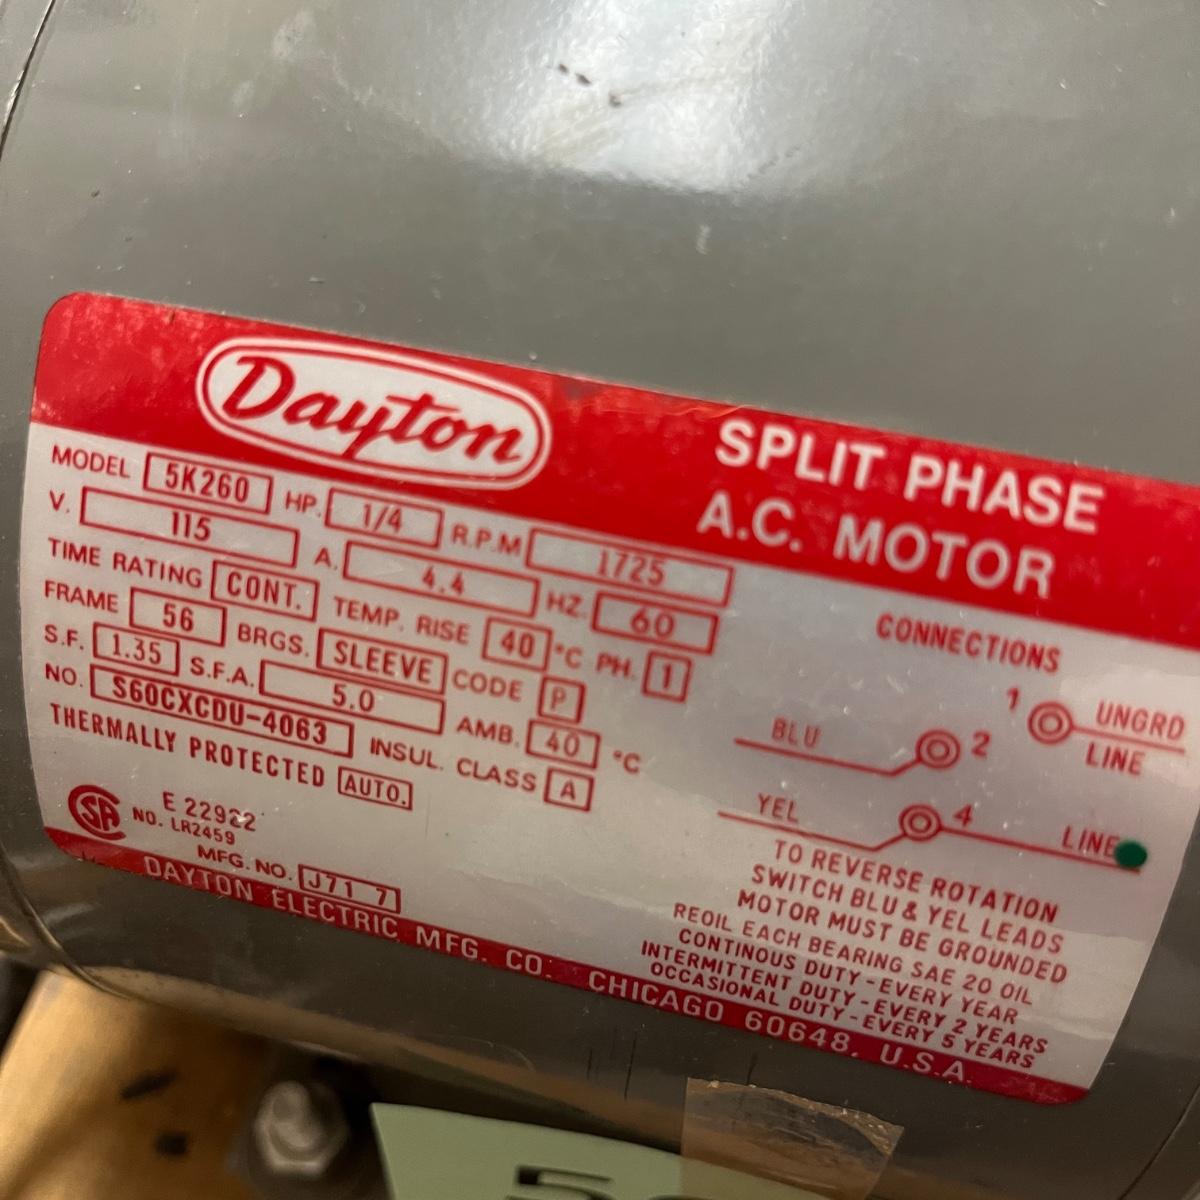 Dayton
SPLIT PHASE
A.C. MOTOR
MODEL 5K260 HP. 1/4 R.P.M 1725
V. 115 A. 4.4 HZ. 60
TIME RATING CONT. TEMP. RISE 40 °C PH. 1
FRAME 56 BRGS. SLEEVE CODE P
S.F. 1.35 S.F.A. 5.0 AMB. 40 °C
NO. S60CXCDU-4063 INSUL. CLASS A
THERMALLY PROTECTED AUTO.
SA E 22922
NO. LR2459
MFG. NO. J71 7
CONNECTIONS
1 UNGRD
LINE
BLU 2
YEL 4 LINE
TO REVERSE ROTATION
SWITCH BLU & YEL LEADS
MOTOR MUST BE GROUNDED
REOIL EACH BEARING SAE 20 OIL
CONTINOUS DUTY - EVERY YEAR
INTERMITTENT DUTY - EVERY 2 YEARS
OCCASIONAL DUTY - EVERY 5 YEARS
DAYTON ELECTRIC MFG. CO. CHICAGO 60648, U.S.A.